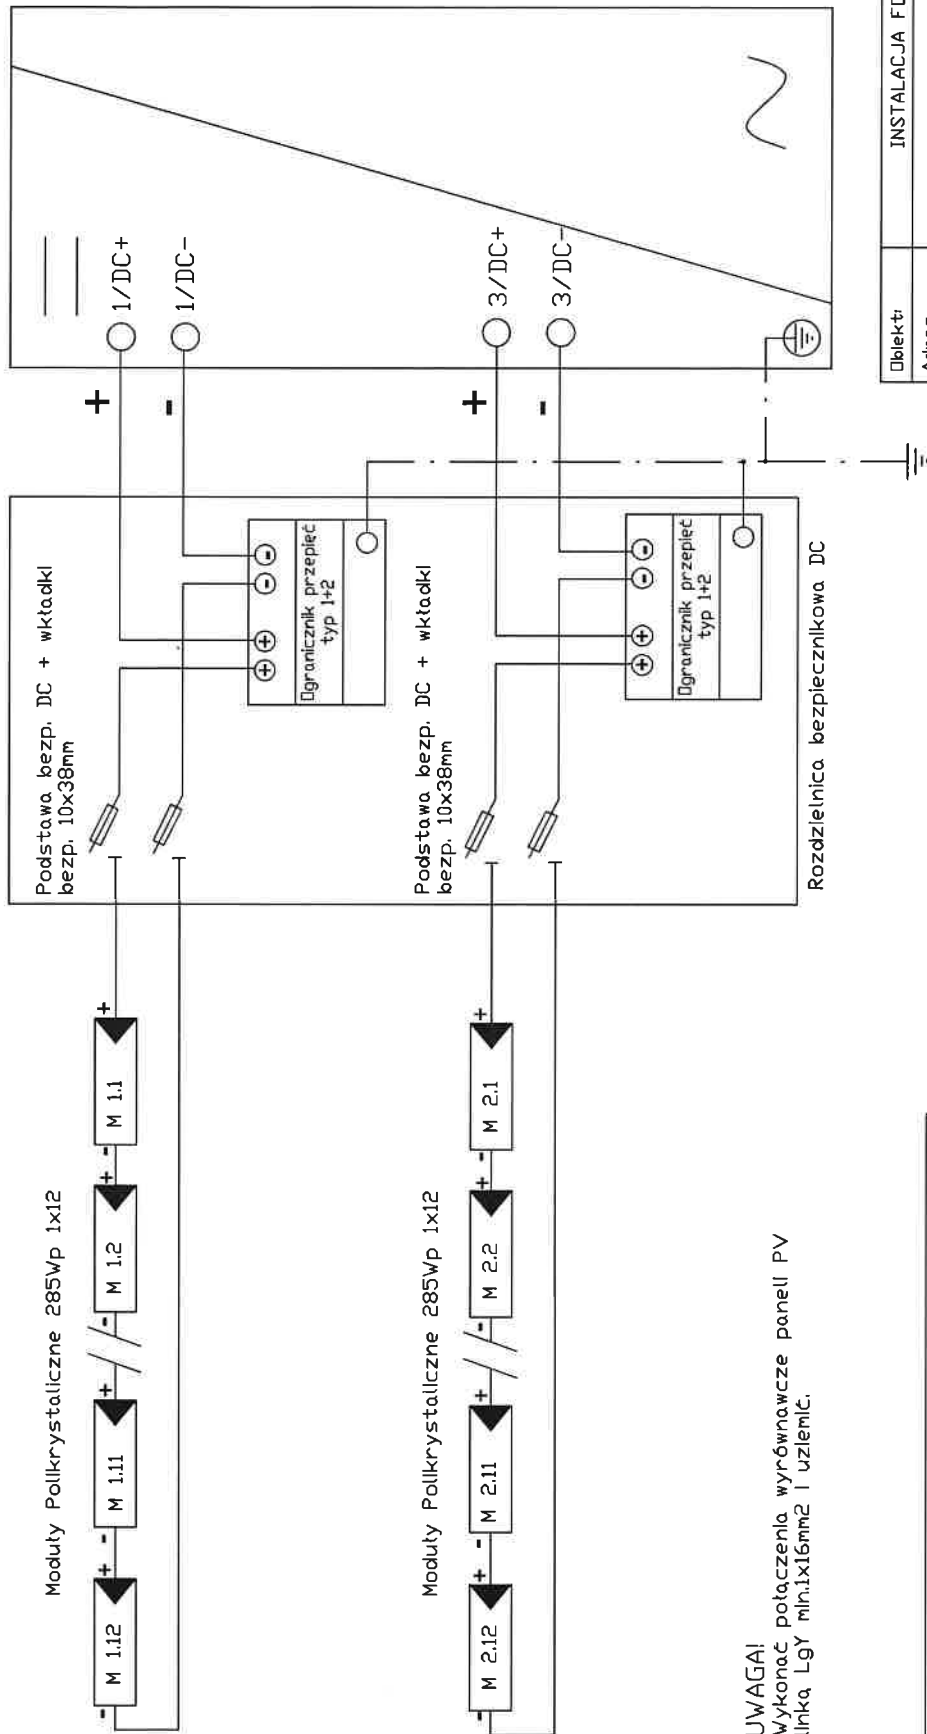 Moduły Polikrystaliczne 285Wp 1x12
M 1.12
M 1.11
M 1.2
M 1.1
- + - + - + - +
Podstawa bezp. DC + wkładki
bezp. 10x38mm
+ + - -
Ogranicznik przepięć
typ 1+2
+
-
1/DC+
1/DC-
Moduły Polikrystaliczne 285Wp 1x12
M 2.12
M 2.11
M 2.2
M 2.1
- + - + - + - +
Podstawa bezp. DC + wkładki
bezp. 10x38mm
+ + - -
Ogranicznik przepięć
typ 1+2
+
-
3/DC+
3/DC-
Rozdzielnica bezpiecznikowa DC
UWAGA!
Wykonać połączenia wyrównawcze paneli PV
linką LgY min.1x16mm2 i uziemić.
Obiekt:
INSTALACJA